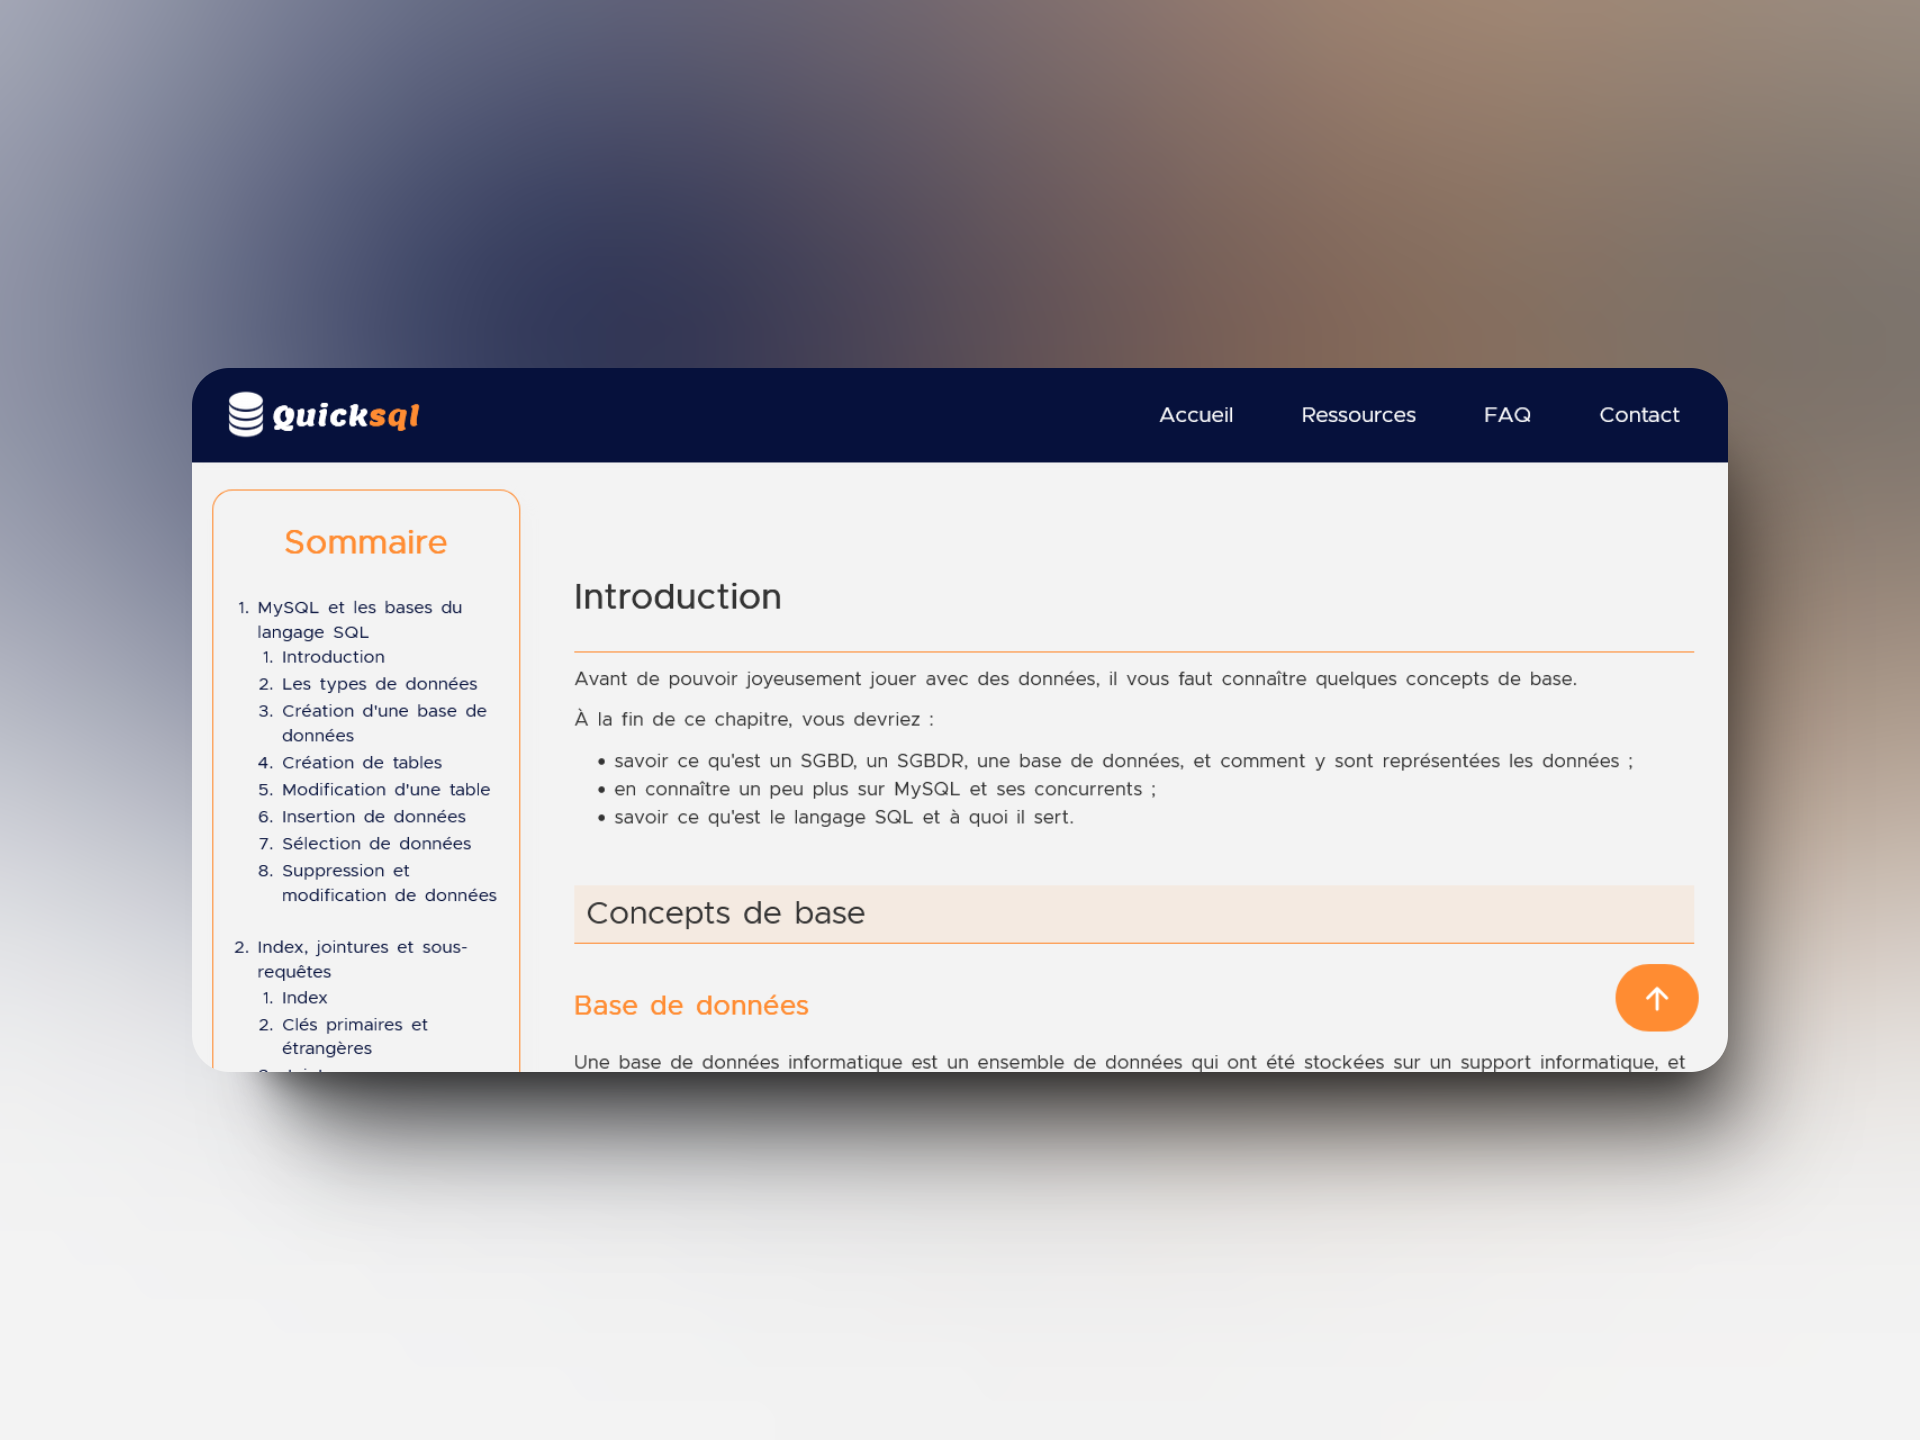 Quicksql
Accueil Ressources FAQ Contact
Sommaire
1. MySQL et les bases du
langage SQL
1. Introduction
2. Les types de données
3. Création d'une base de
données
4. Création de tables
5. Modification d'une table
6. Insertion de données
7. Sélection de données
8. Suppression et
modification de données
2. Index, jointures et sous-
requêtes
1. Index
2. Clés primaires et
étrangères
Introduction
Avant de pouvoir joyeusement jouer avec des données, il vous faut connaître quelques concepts de base.
À la fin de ce chapitre, vous devriez :
• savoir ce qu'est un SGBD, un SGBDR, une base de données, et comment y sont représentées les données ;
• en connaître un peu plus sur MySQL et ses concurrents ;
• savoir ce qu'est le langage SQL et à quoi il sert.
Concepts de base
Base de données
Une base de données informatique est un ensemble de données qui ont été stockées sur un support informatique, et